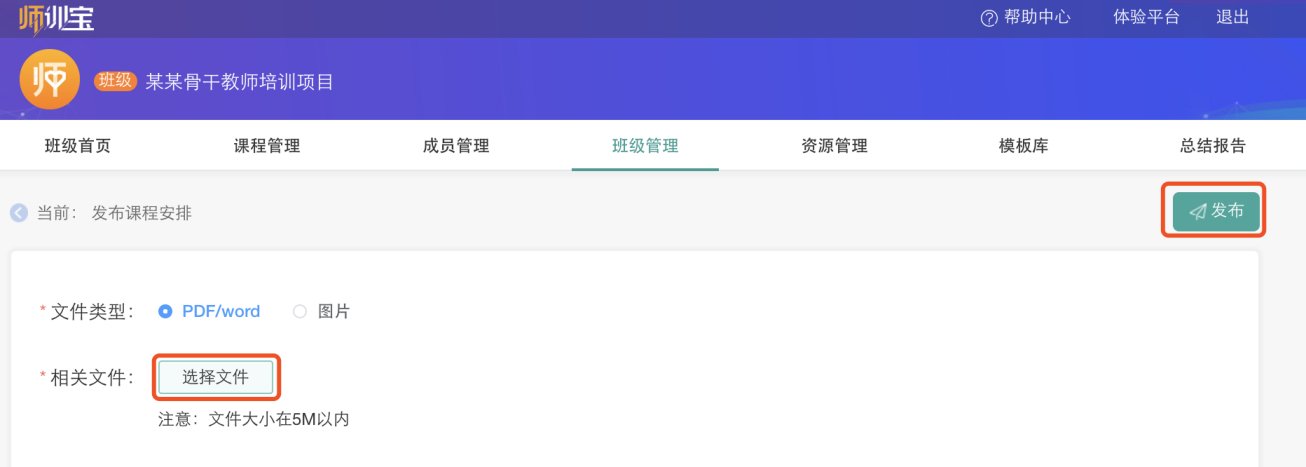 师训宝
帮助中心 体验平台 退出
师 班级 某某骨干教师培训项目
班级首页 课程管理 成员管理 班级管理 资源管理 模板库 总结报告
当前： 发布课程安排 发布
*文件类型： PDF/word 图片
*相关文件： 选择文件
注意：文件大小在5M以内